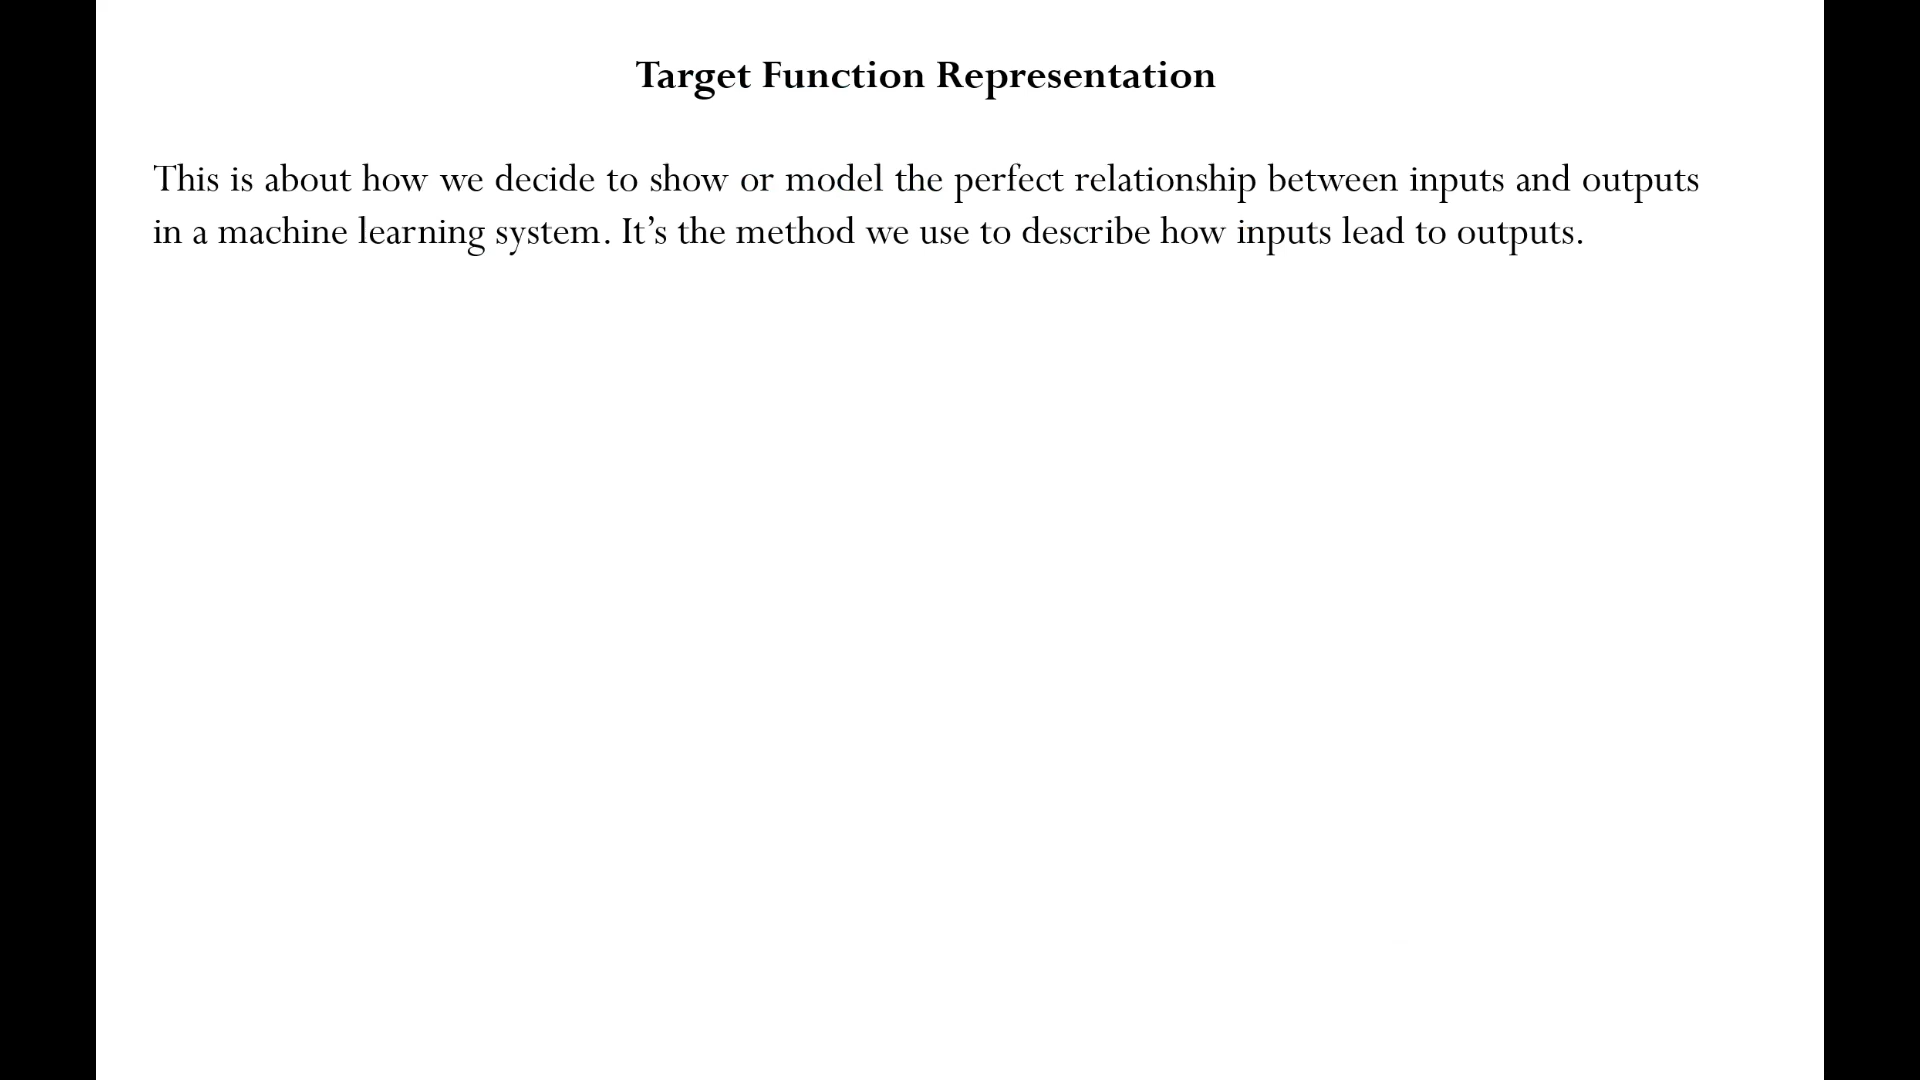 Target Function Representation
This is about how we decide to show or model the perfect relationship between inputs and outputs
in a machine learning system. It’s the method we use to describe how inputs lead to outputs.